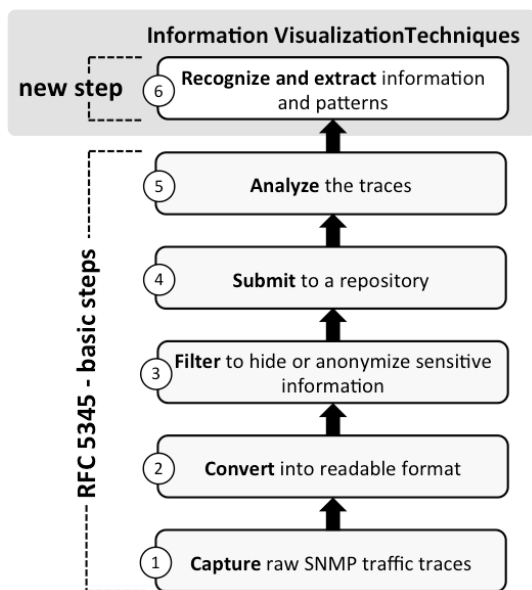 Information VisualizationTechniques
new step
6
Recognize and extract information
and patterns
5
Analyze the traces
4
Submit to a repository
3
Filter to hide or anonymize sensitive
information
2
Convert into readable format
1
Capture raw SNMP traffic traces
RFC 5345 - basic steps